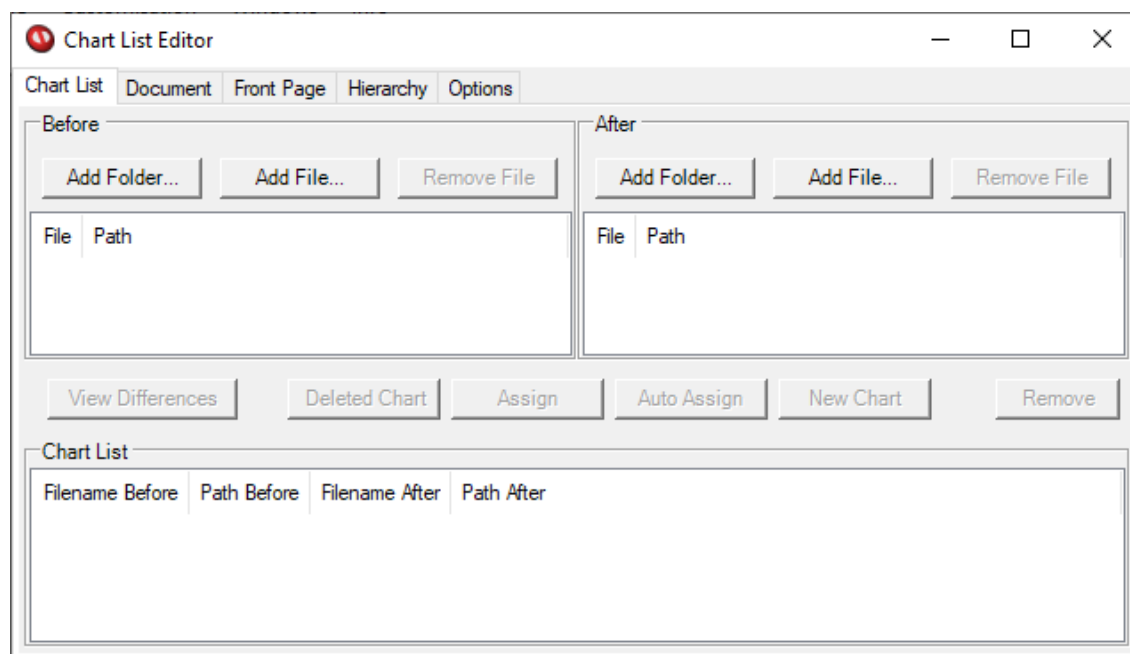 Chart List Editor
Chart List Document Front Page Hierarchy Options
Before
Add Folder... Add File... Remove File
File Path
After
Add Folder... Add File... Remove File
File Path
View Differences Deleted Chart Assign Auto Assign New Chart Remove
Chart List
Filename Before Path Before Filename After Path After